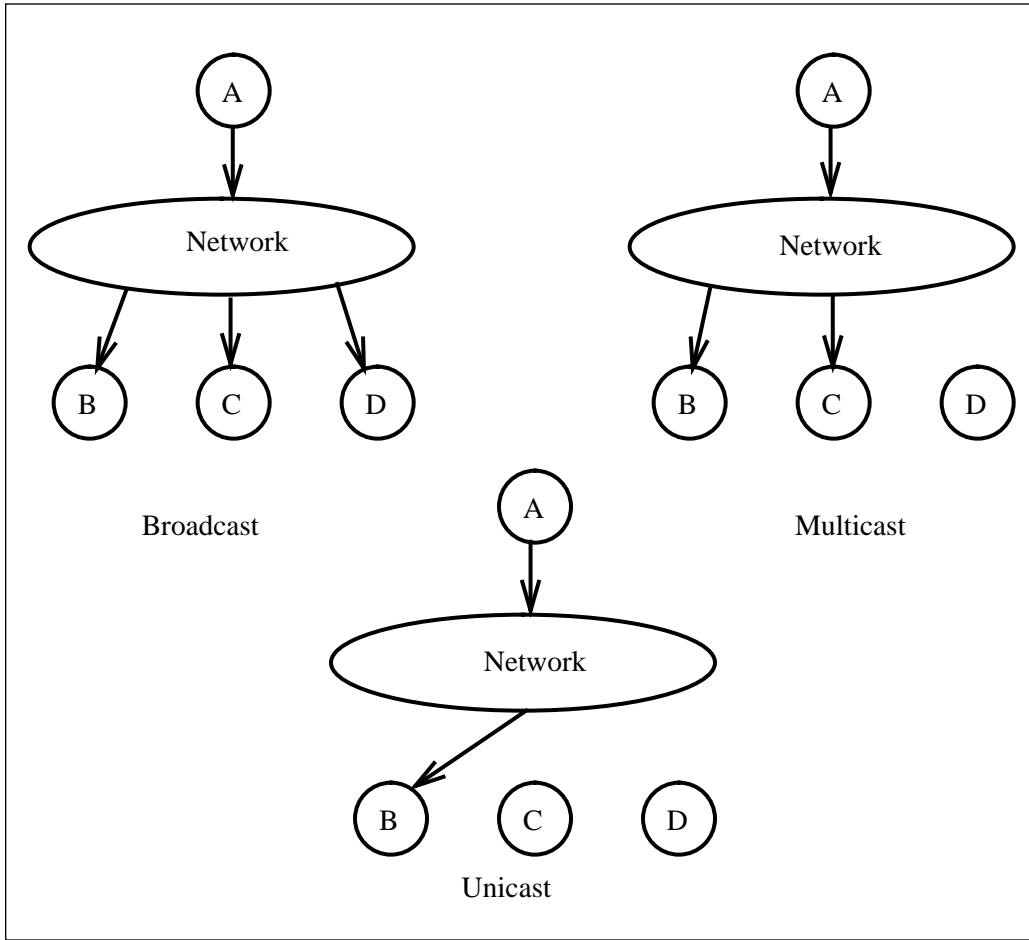 A
Network
B C D
Broadcast
A
Network
B C D
Multicast
A
Network
B C D
Unicast